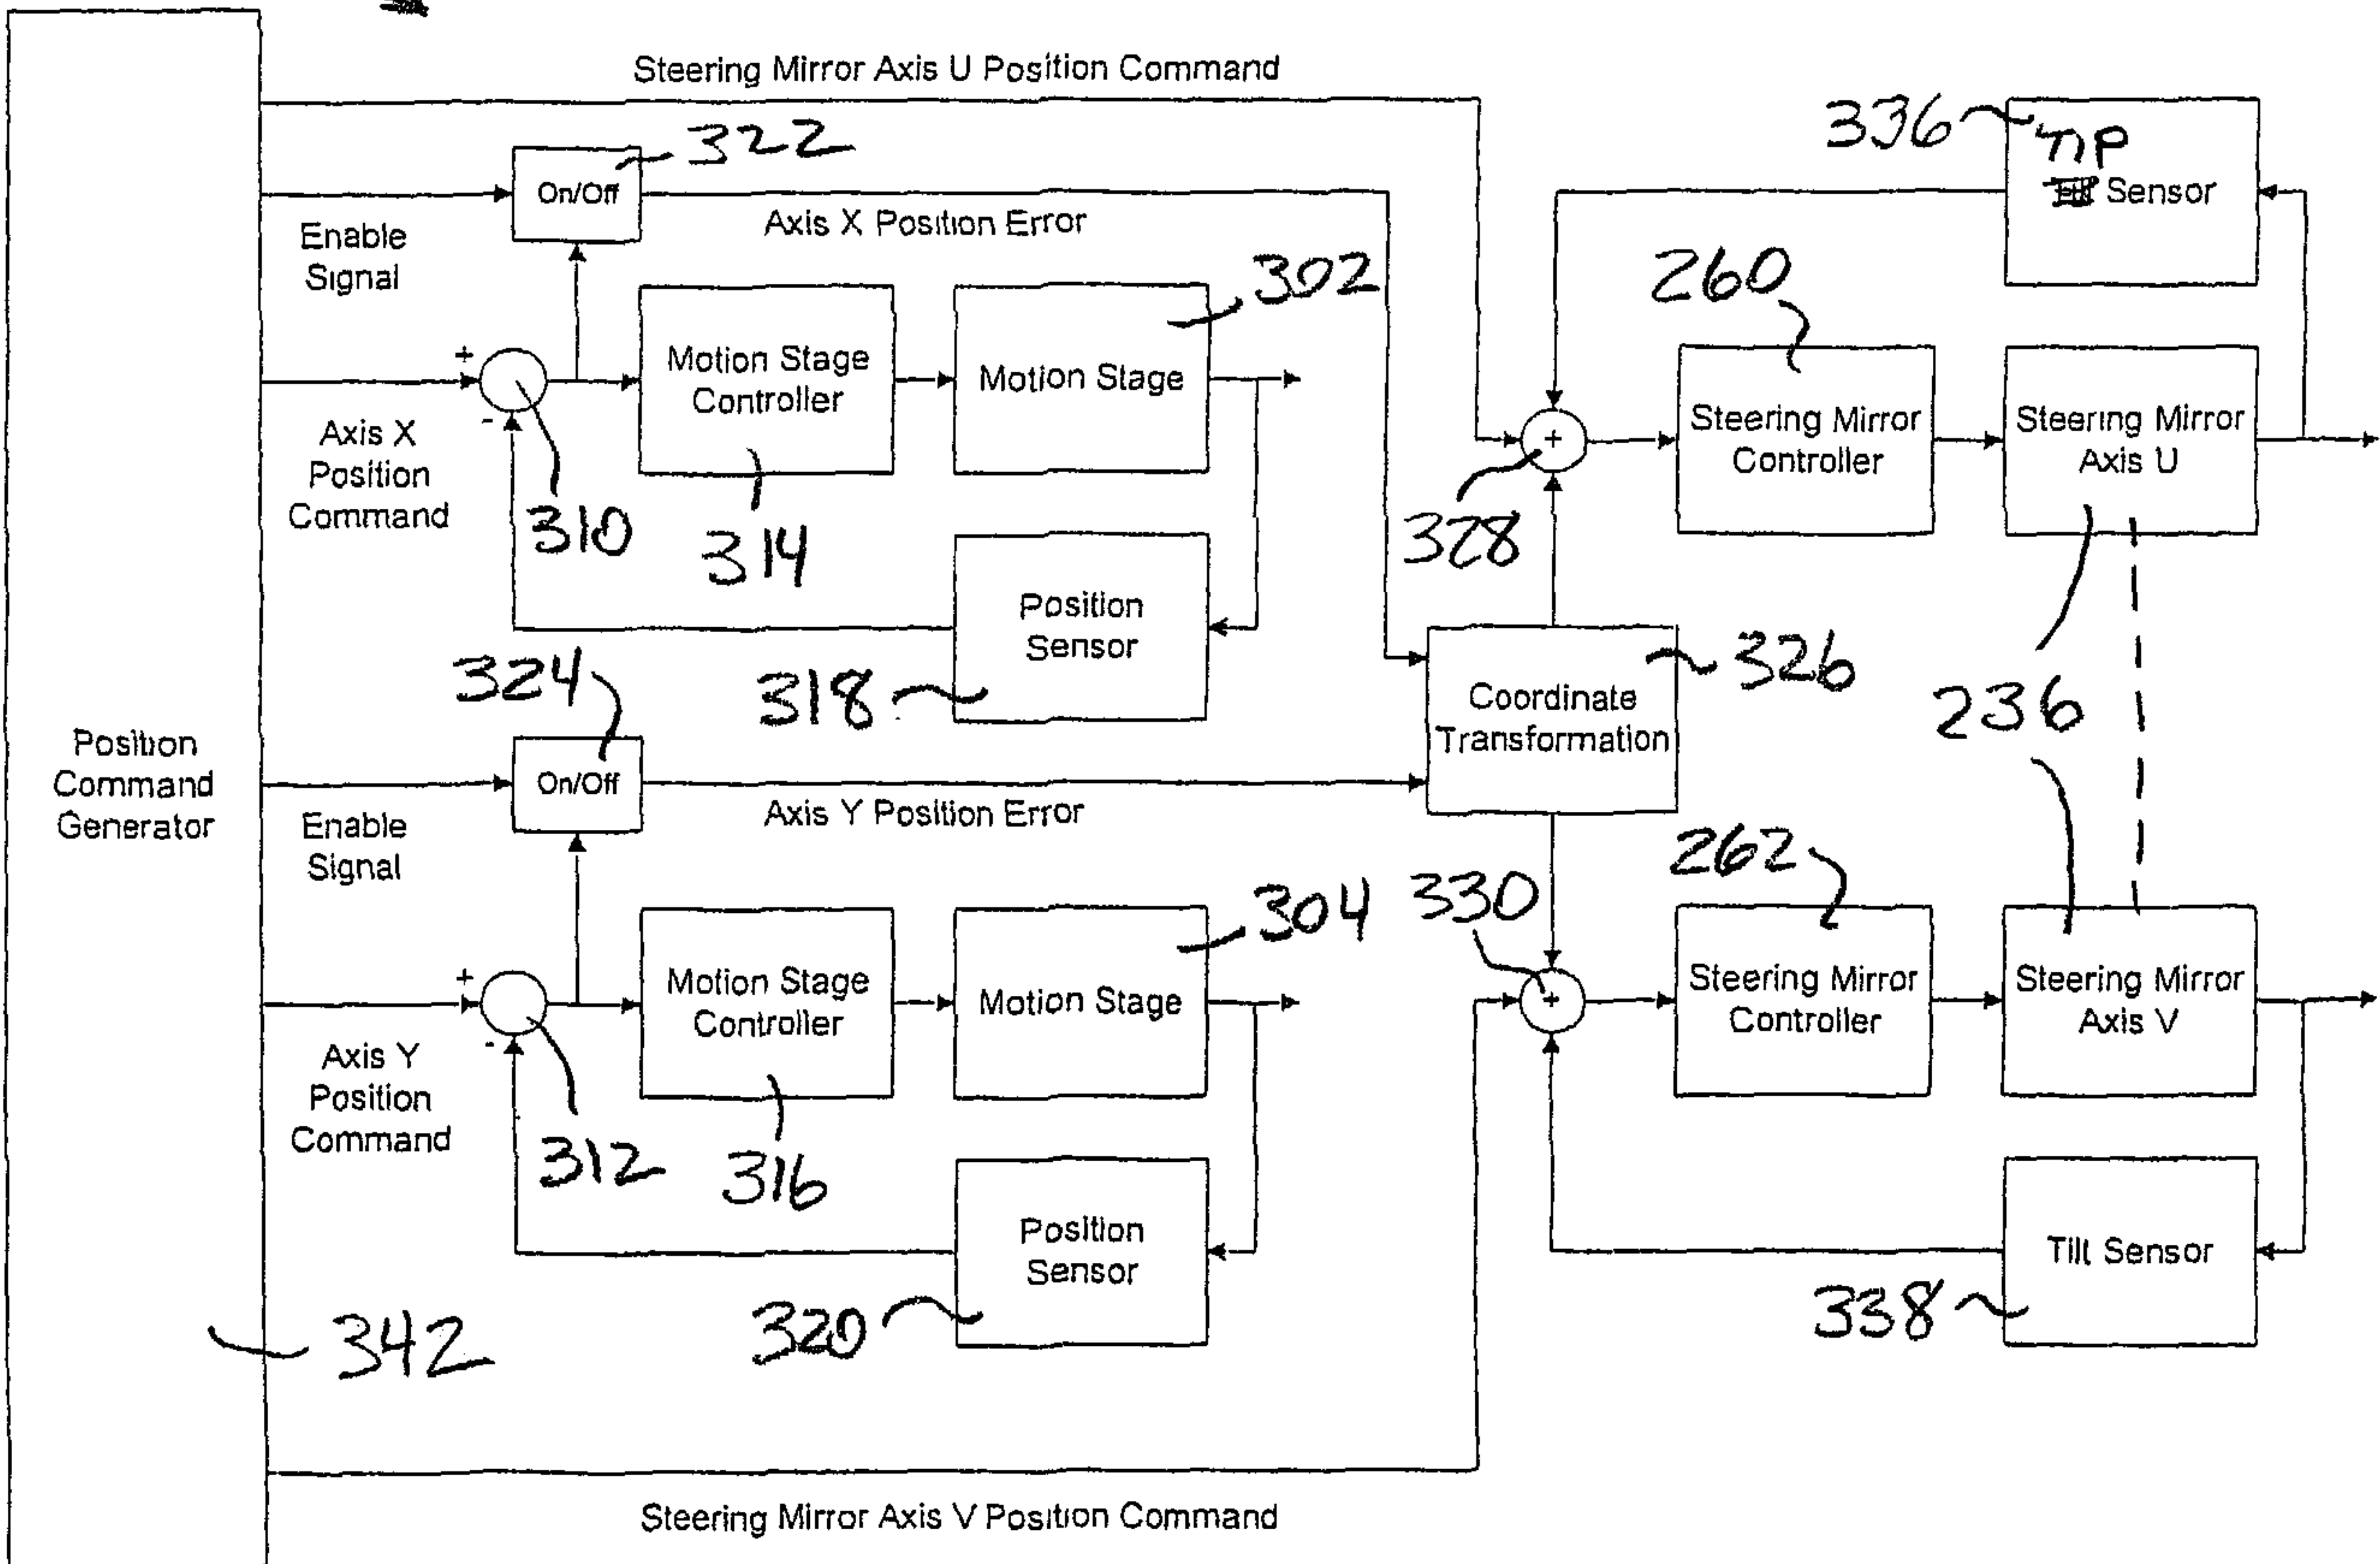 Steering Mirror Axis U Position Command
322
On/Off
Enable
Signal
Axis X Position Error
336
TIP
Sensor
302
260
+
Motion Stage
Controller
Motion Stage
-
Axis X
Position
Command
310
314
+
328
Steering Mirror
Controller
Steering Mirror
Axis U
Position
Sensor
318
324
326
Coordinate
Transformation
236
Position
Command
Generator
On/Off
Enable
Signal
Axis Y Position Error
262
304
330
+
Motion Stage
Controller
Motion Stage
-
Axis Y
Position
Command
312
316
+
Steering Mirror
Controller
Steering Mirror
Axis V
Position
Sensor
320
Tilt Sensor
338
342
Steering Mirror Axis V Position Command